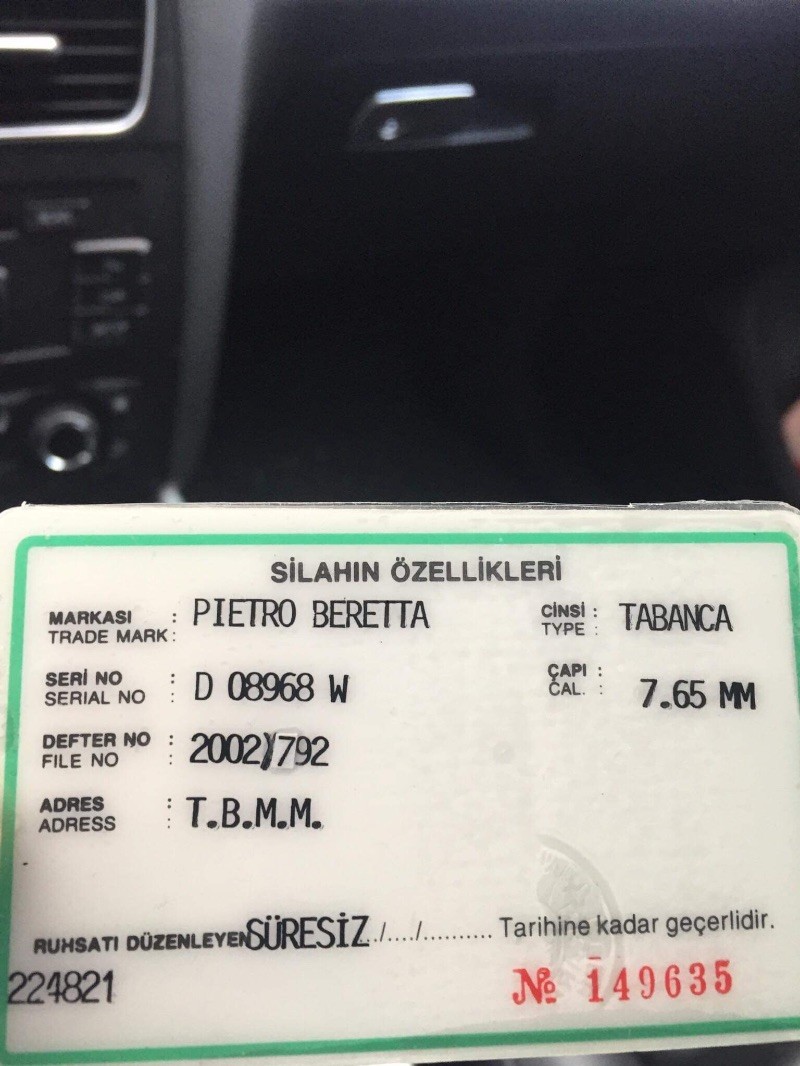 SİLAHIN ÖZELLİKLERİ
MARKASI : PIETRO BERETTA CİNSİ : TABANCA
TRADE MARK : TYPE :
SERİ NO : D 08968 W ÇAPI : 7.65 MM
SERIAL NO : CAL. :
DEFTER NO : 2002/792
FILE NO :
ADRES : T.B.M.M.
ADRESS :
RUHSATI DÜZENLEYEN SÜRESİZ../..../.......... Tarihine kadar geçerlidir.
224821 № 149635